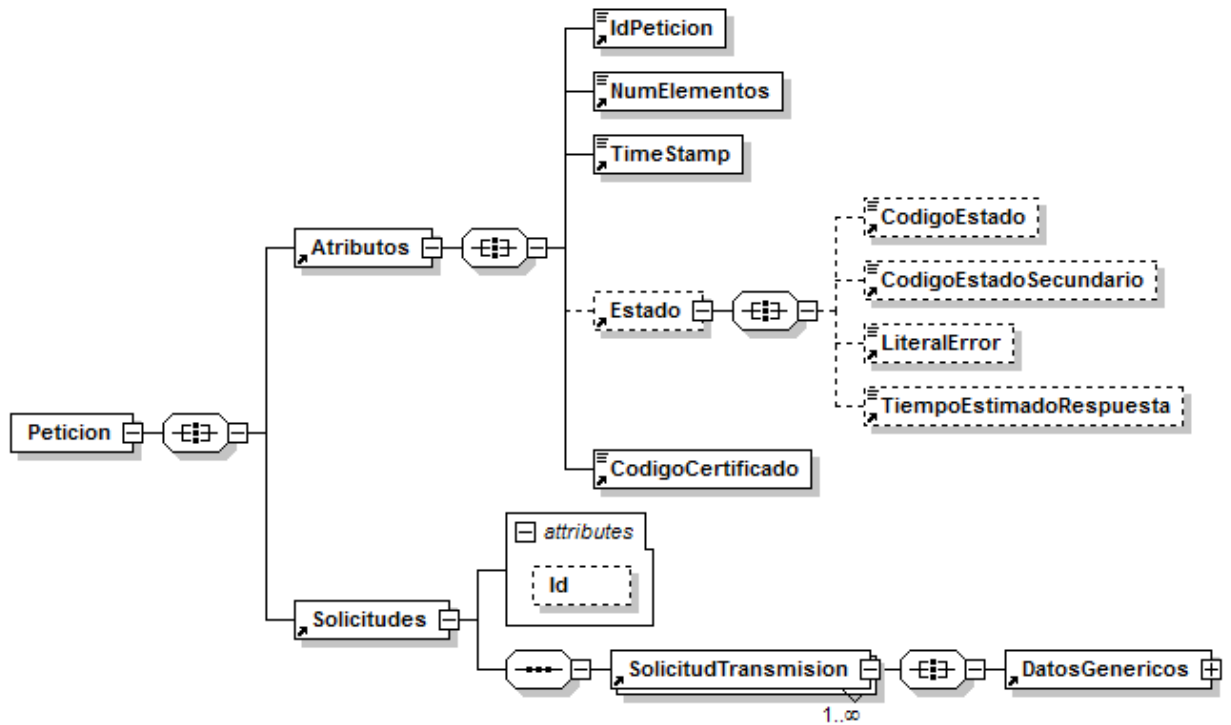 IdPeticion
NumElementos
TimeStamp
CodigoEstado
Atributos
CodigoEstadoSecundario
Estado
LiteralError
TiempoEstimadoRespuesta
Peticion
CodigoCertificado
attributes
Id
Solicitudes
SolicitudTransmision
DatosGenericos
1..∞